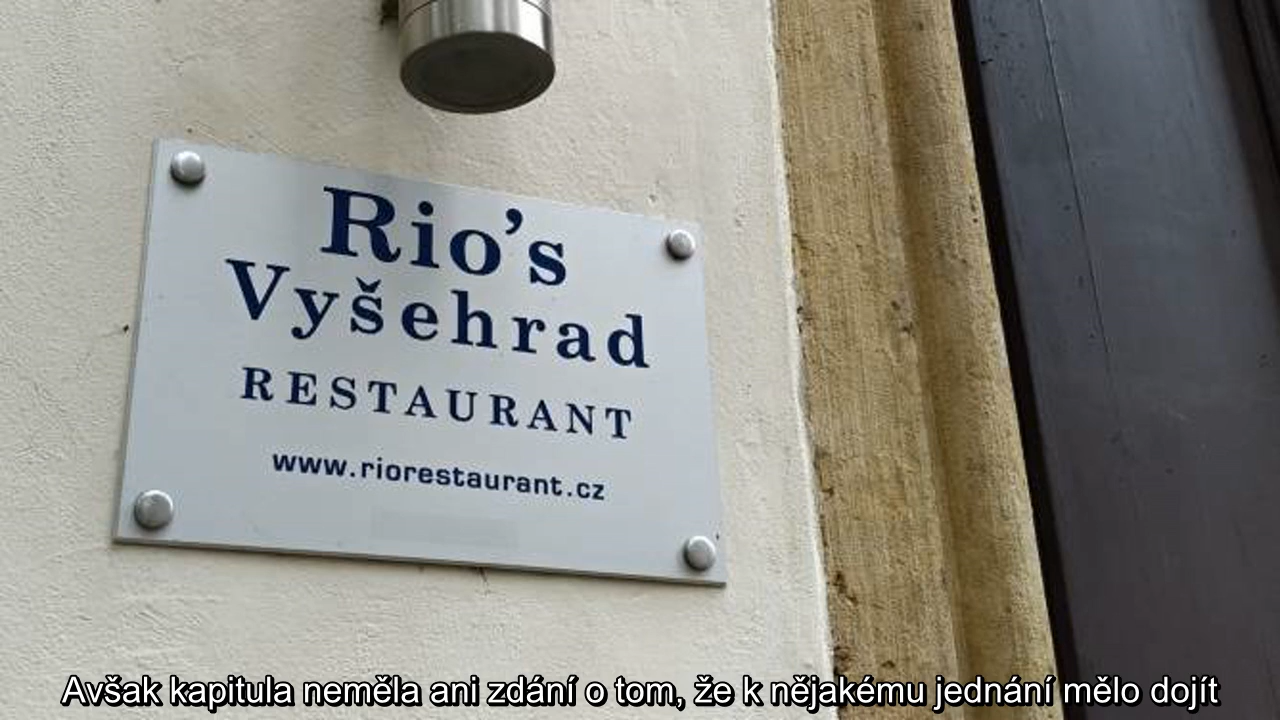 Rio's
Vyšehrad
RESTAURANT
www.riorestaurant.cz
Avšak kapitula neměla ani zdání o tom, že k nějakému jednání mělo dojít